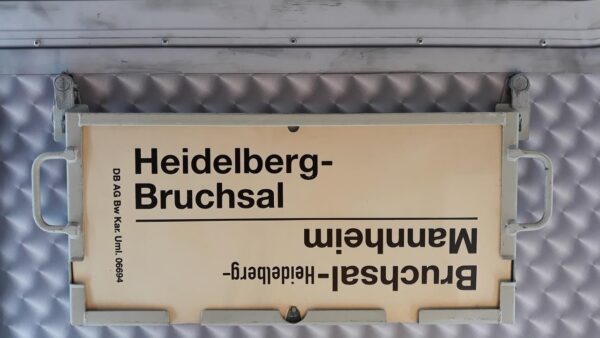 Heidelberg-
Bruchsal
Bruchsal-Heidelberg-
Mannheim
DB AG Bw Kar. Uml. 06694